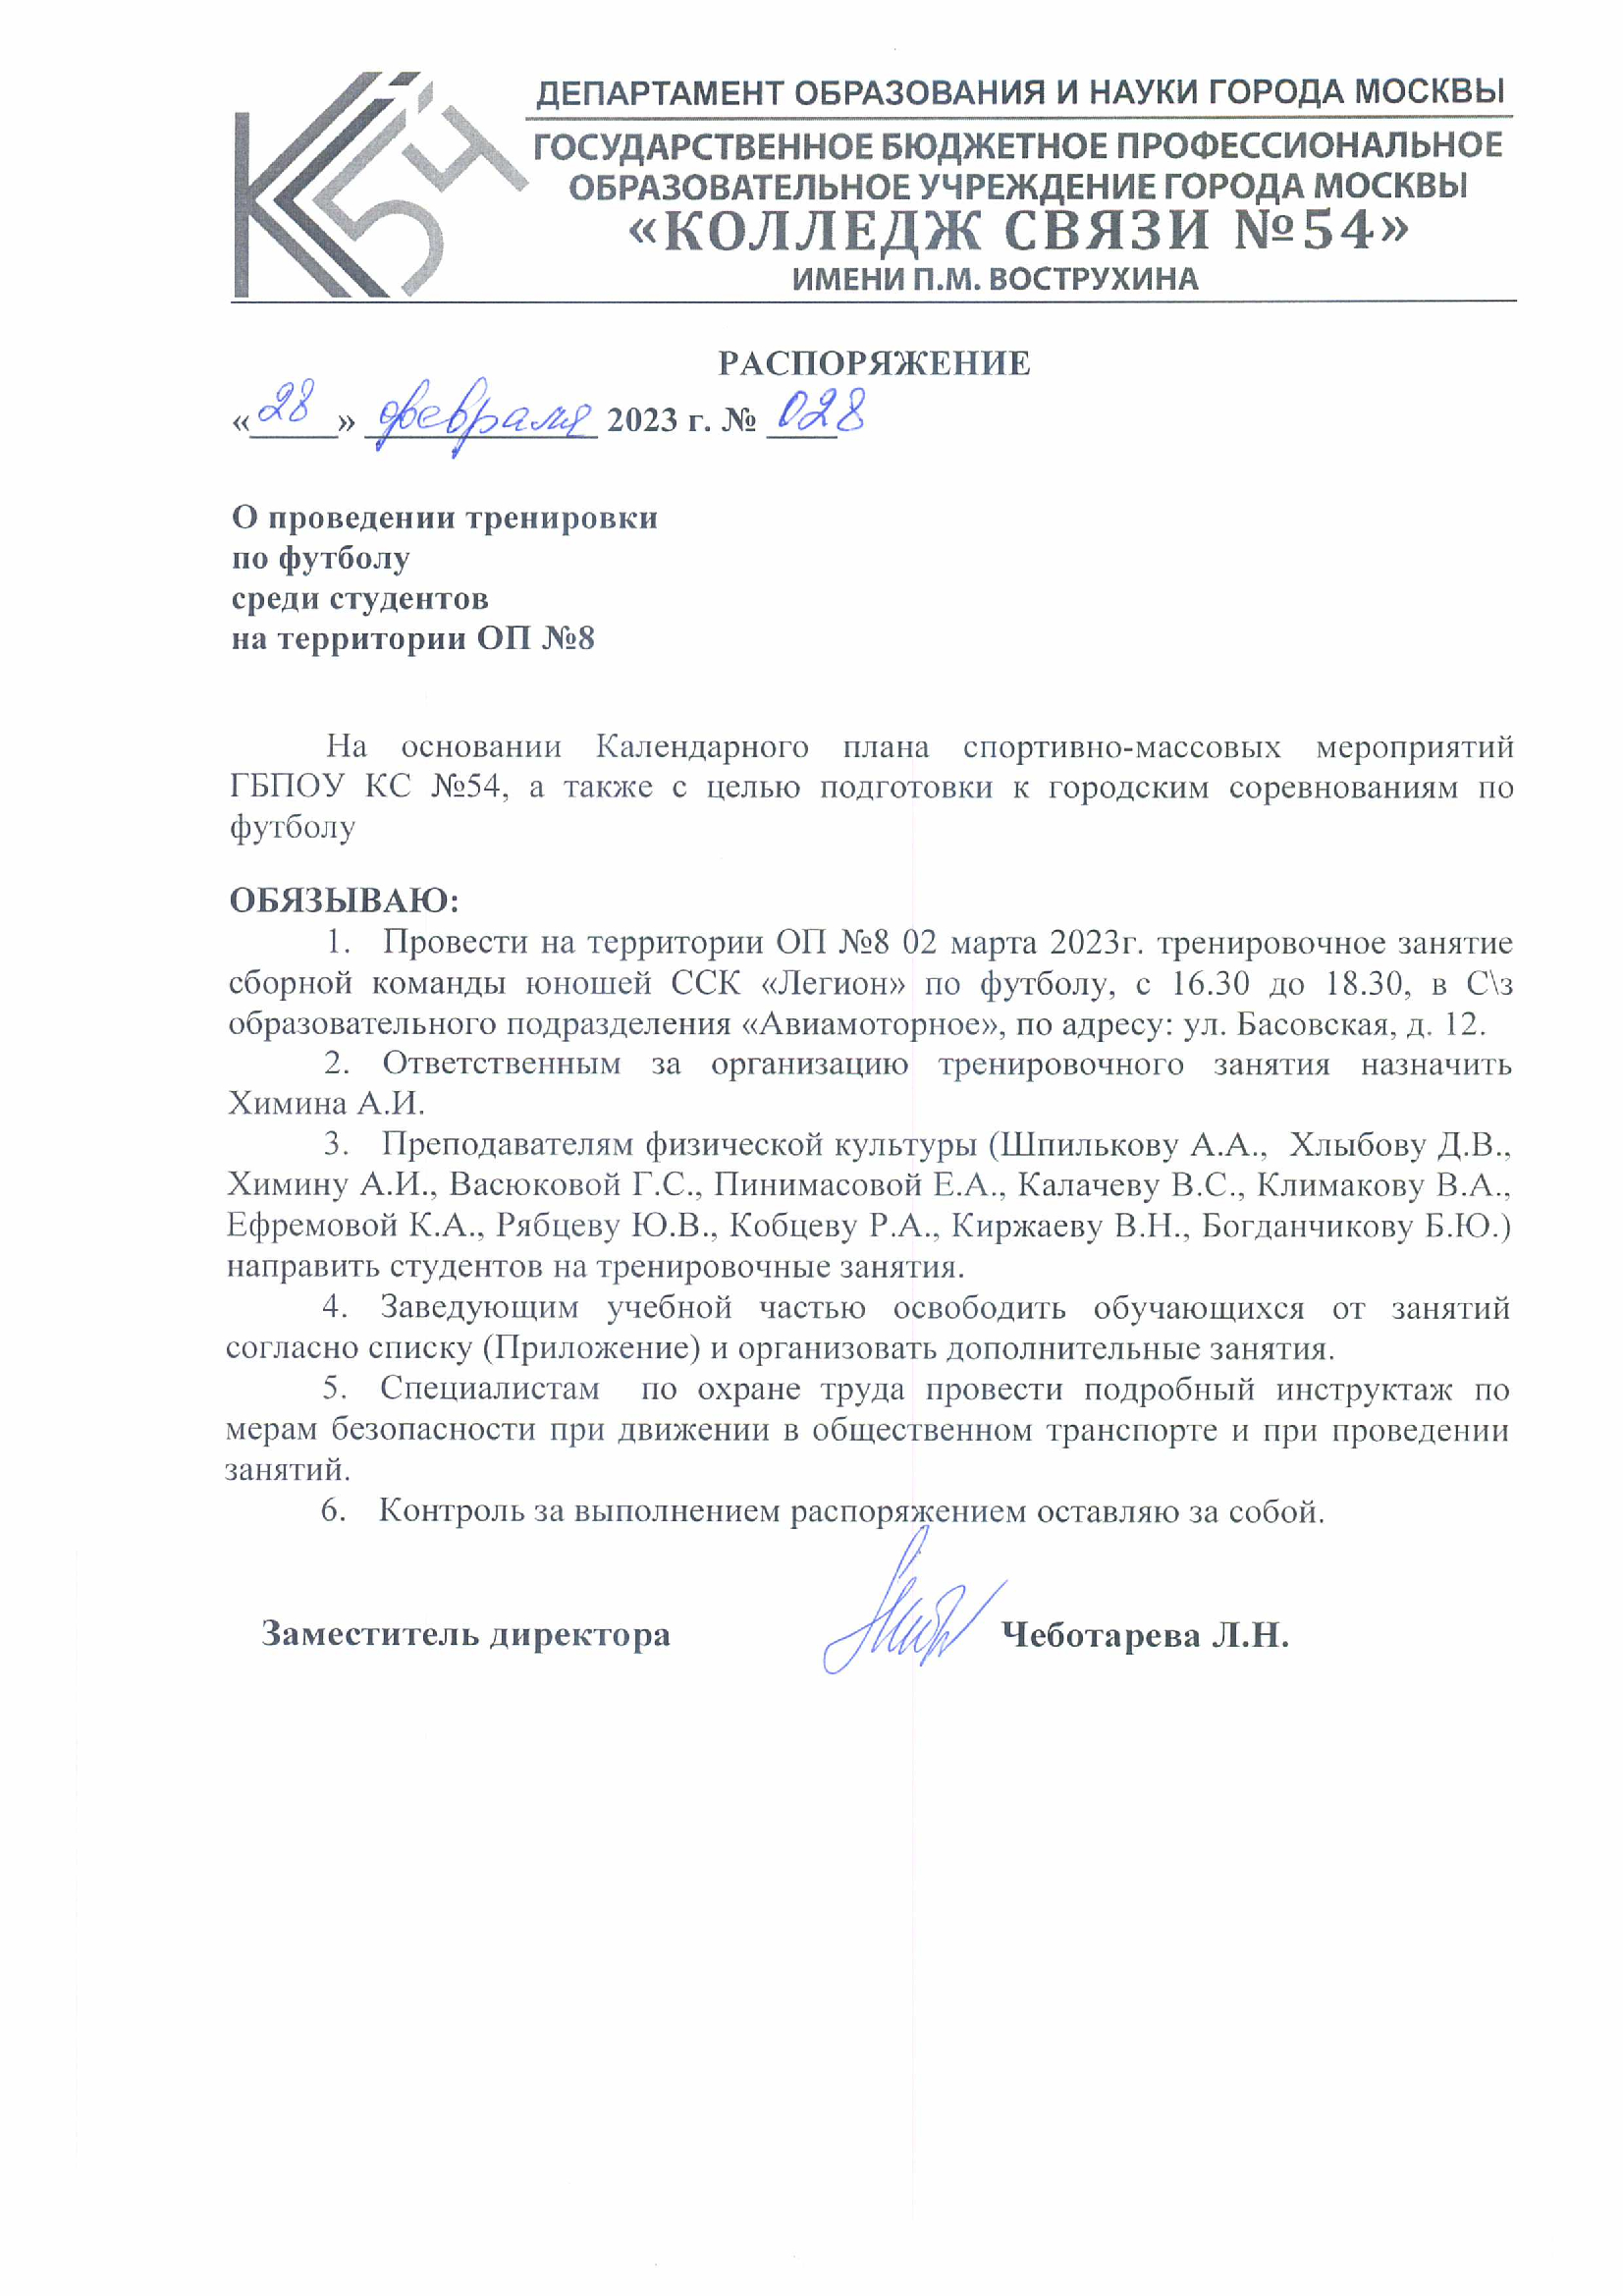 КС 54
ДЕПАРТАМЕНТ ОБРАЗОВАНИЯ И НАУКИ ГОРОДА МОСКВЫ
ГОСУДАРСТВЕННОЕ БЮДЖЕТНОЕ ПРОФЕССИОНАЛЬНОЕ
ОБРАЗОВАТЕЛЬНОЕ УЧРЕЖДЕНИЕ ГОРОДА МОСКВЫ
«КОЛЛЕДЖ СВЯЗИ №54»
ИМЕНИ П.М. ВОСТРУХИНА
РАСПОРЯЖЕНИЕ
«28» февраля 2023 г. № 028
О проведении тренировки
по футболу
среди студентов
на территории ОП №8
На основании Календарного плана спортивно-массовых мероприятий
ГБПОУ КС №54, а также с целью подготовки к городским соревнованиям по
футболу
ОБЯЗЫВАЮ:
1. Провести на территории ОП №8 02 марта 2023г. тренировочное занятие
сборной команды юношей ССК «Легион» по футболу, с 16.30 до 18.30, в С\з
образовательного подразделения «Авиамоторное», по адресу: ул. Басовская, д. 12.
2. Ответственным за организацию тренировочного занятия назначить
Химина А.И.
3. Преподавателям физической культуры (Шпилькову А.А., Хлыбову Д.В.,
Химину А.И., Васюковой Г.С., Пинимасовой Е.А., Калачеву В.С., Климакову В.А.,
Ефремовой К.А., Рябцеву Ю.В., Кобцеву Р.А., Киржаеву В.Н., Богданчикову Б.Ю.)
направить студентов на тренировочные занятия.
4. Заведующим учебной частью освободить обучающихся от занятий
согласно списку (Приложение) и организовать дополнительные занятия.
5. Специалистам по охране труда провести подробный инструктаж по
мерам безопасности при движении в общественном транспорте и при проведении
занятий.
6. Контроль за выполнением распоряжением оставляю за собой.
Заместитель директора Чеботарева Л.Н.